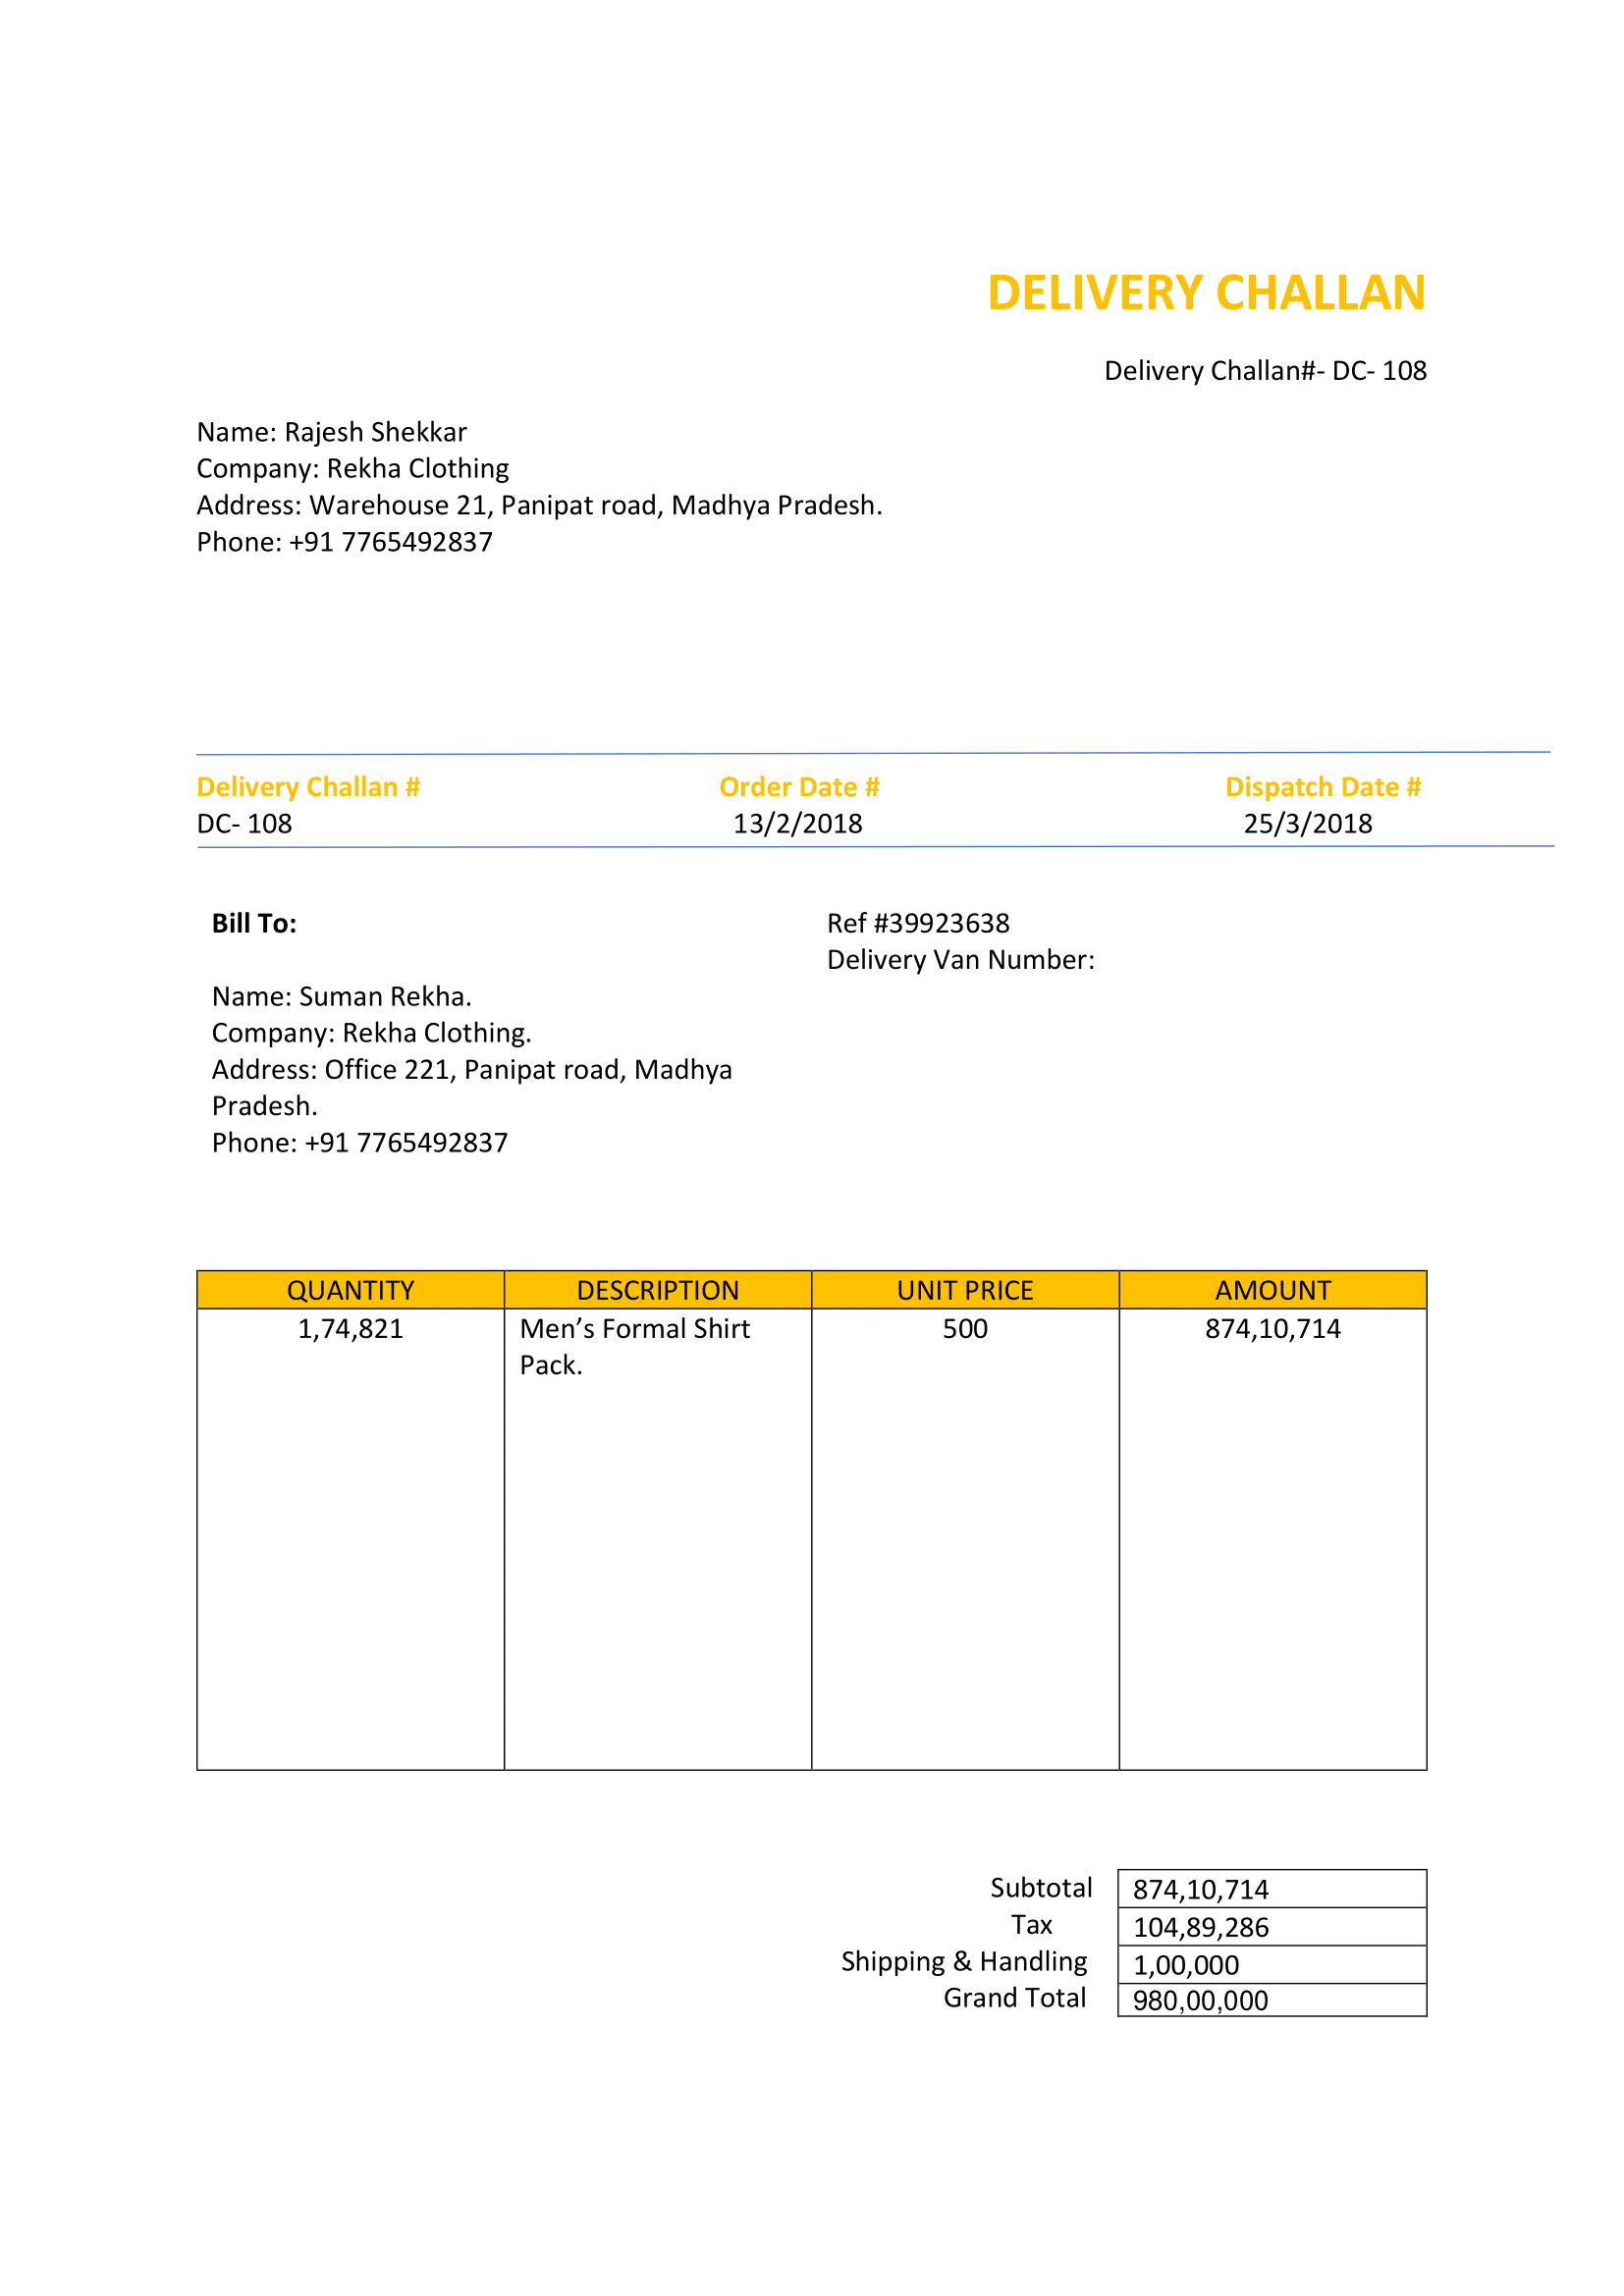 DELIVERY CHALLAN
Delivery Challan#- DC- 108
Name: Rajesh Shekkar
Company: Rekha Clothing
Address: Warehouse 21, Panipat road, Madhya Pradesh.
Phone: +91 7765492837
Delivery Challan # Order Date # Dispatch Date #
DC- 108 13/2/2018 25/3/2018
Bill To:
Name: Suman Rekha.
Company: Rekha Clothing.
Address: Office 221, Panipat road, Madhya
Pradesh.
Phone: +91 7765492837
Ref #39923638
Delivery Van Number:
QUANTITY DESCRIPTION UNIT PRICE AMOUNT
1,74,821 Men’s Formal Shirt 500 874,10,714
Pack.
Subtotal 874,10,714
Tax 104,89,286
Shipping & Handling 1,00,000
Grand Total 980,00,000